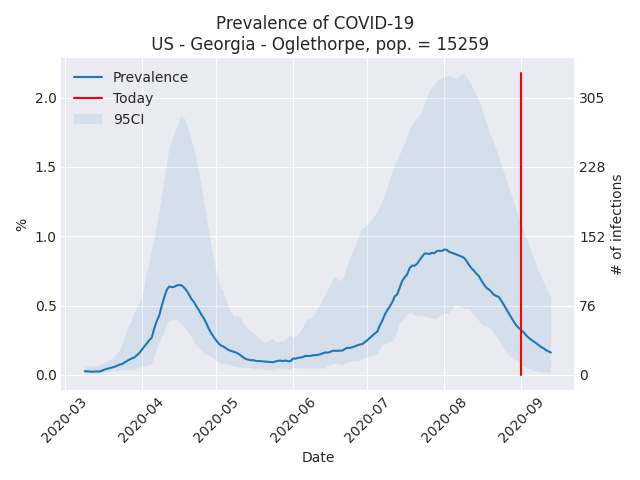 Prevalence of COVID-19
US - Georgia - Oglethorpe, pop. = 15259
Prevalence
Today
95CI
2.0
1.5
1.0
0.5
0.0
%
305
228
152
76
0
# of infections
2020-03
2020-04
2020-05
2020-06
2020-07
2020-08
2020-09
Date